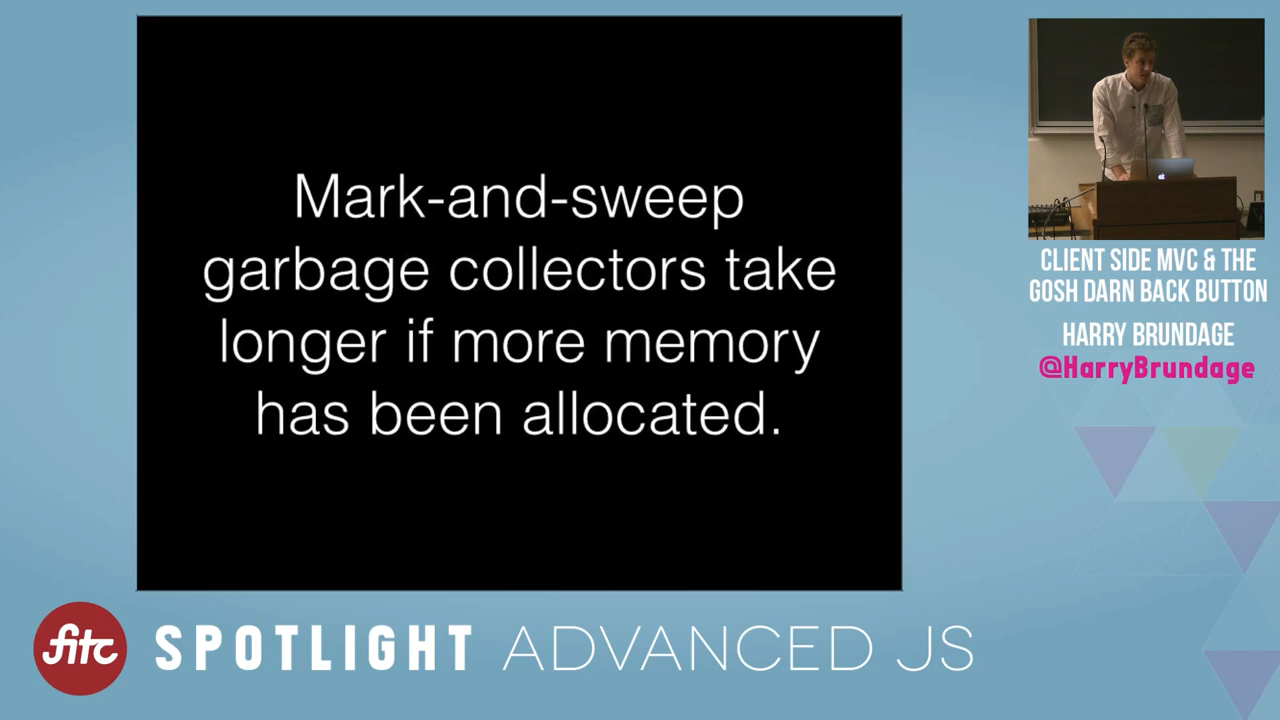 Mark-and-sweep
garbage collectors take
longer if more memory
has been allocated.
CLIENT SIDE MVC & THE
GOSH DARN BACK BUTTON
HARRY BRUNDAGE
@HarryBrundage
fitc
SPOTLIGHT ADVANCED JS